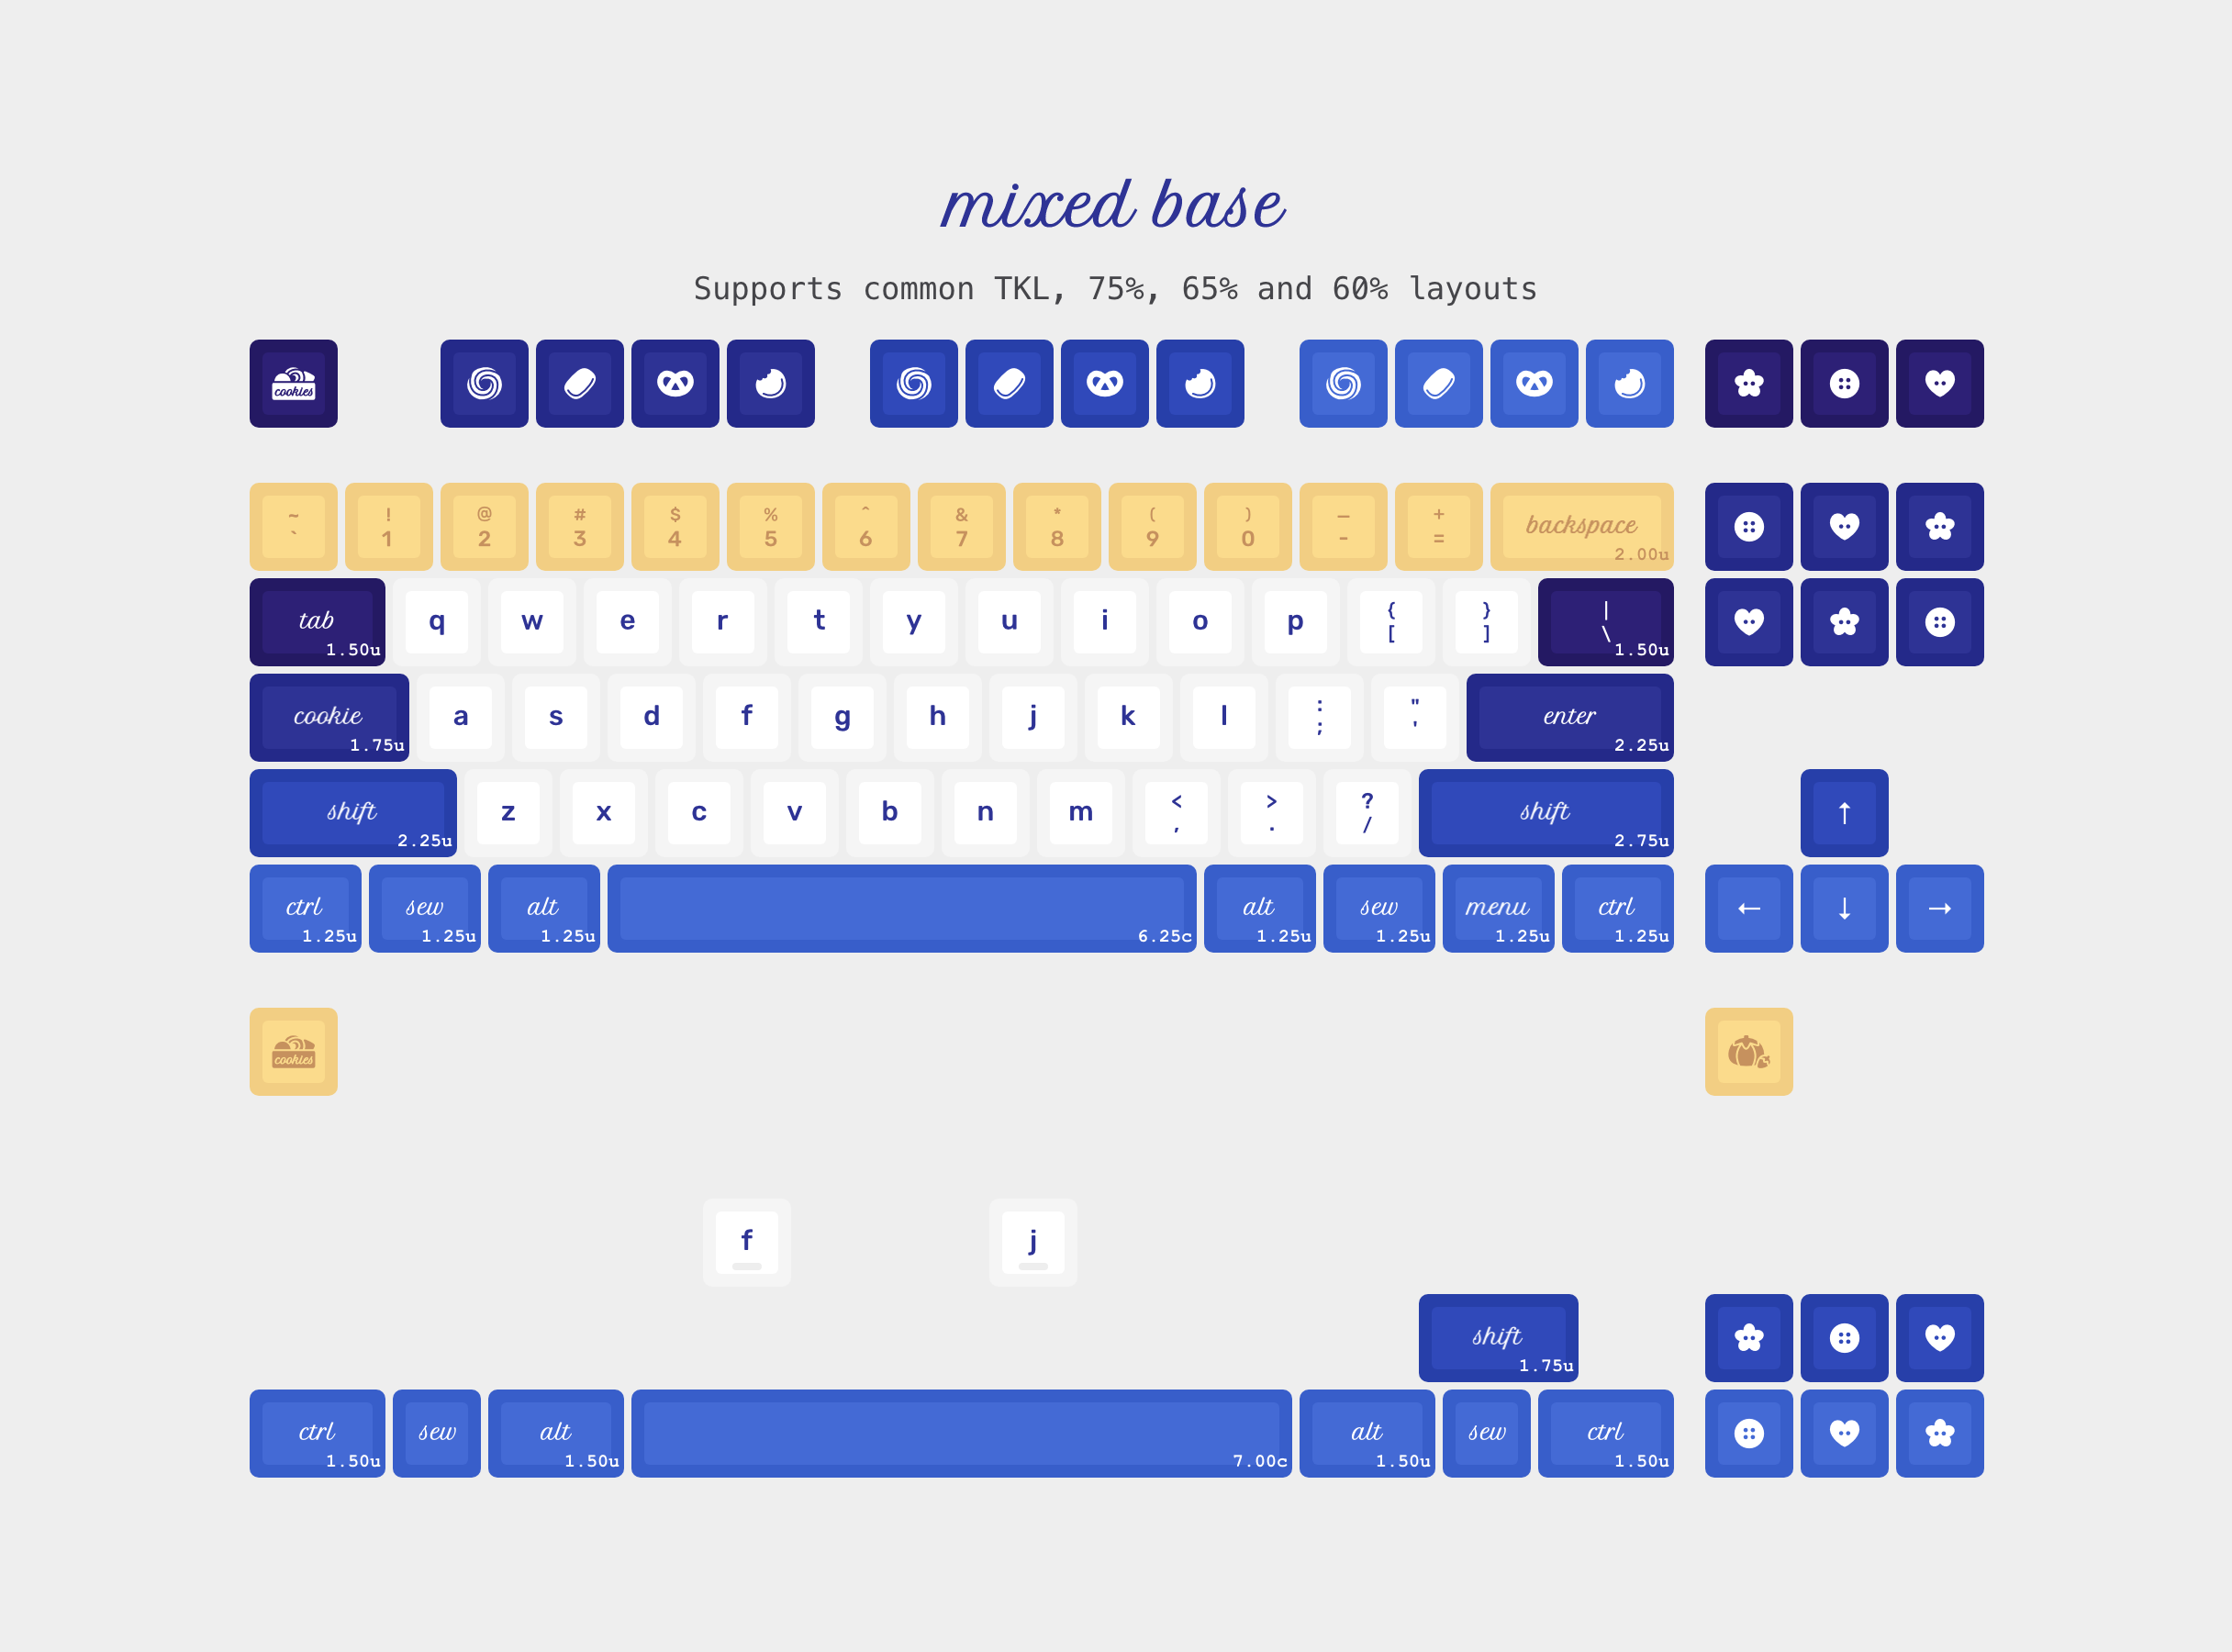 mixed base
Supports common TKL, 75%, 65% and 60% layouts
cookies
~ ! @ # $ % ^ & * ( ) _ +
` 1 2 3 4 5 6 7 8 9 0 - = backspace
2.00u
tab q w e r t y u i o p { } |
[ ] \
1.50u 1.50u
cookie a s d f g h j k l : " enter
; '
1.75u 2.25u
shift z x c v b n m < > ? shift
, . /
2.25u 2.75u ↑
ctrl sew alt alt sew menu ctrl ← ↓ →
1.25u 1.25u 1.25u 6.25c 1.25u 1.25u 1.25u 1.25u
cookies
f j
shift
1.75u
ctrl sew alt alt sew ctrl
1.50u 1.50u 7.00c 1.50u 1.50u